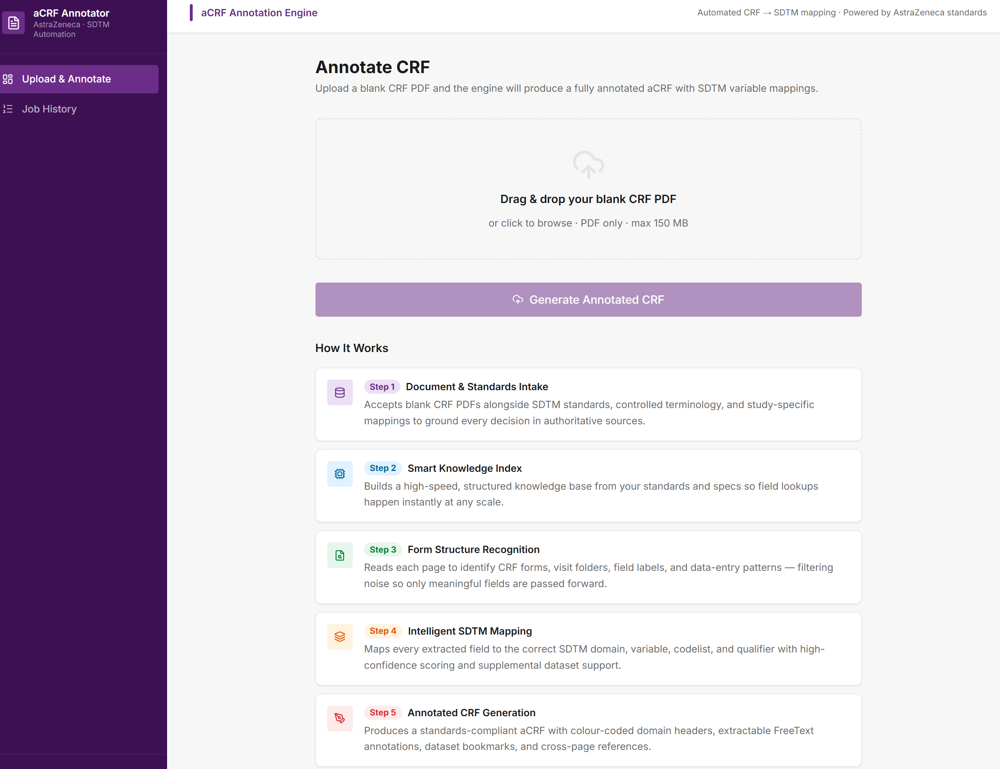 aCRF Annotator
AstraZeneca · SDTM
Automation
Upload & Annotate
Job History
aCRF Annotation Engine
Automated CRF → SDTM mapping · Powered by AstraZeneca standards
Annotate CRF
Upload a blank CRF PDF and the engine will produce a fully annotated aCRF with SDTM variable mappings.
Drag & drop your blank CRF PDF
or click to browse · PDF only · max 150 MB
Generate Annotated CRF
How It Works
Step 1 Document & Standards Intake
Accepts blank CRF PDFs alongside SDTM standards, controlled terminology, and study-specific
mappings to ground every decision in authoritative sources.
Step 2 Smart Knowledge Index
Builds a high-speed, structured knowledge base from your standards and specs so field lookups
happen instantly at any scale.
Step 3 Form Structure Recognition
Reads each page to identify CRF forms, visit folders, field labels, and data-entry patterns — filtering
noise so only meaningful fields are passed forward.
Step 4 Intelligent SDTM Mapping
Maps every extracted field to the correct SDTM domain, variable, codelist, and qualifier with high-
confidence scoring and supplemental dataset support.
Step 5 Annotated CRF Generation
Produces a standards-compliant aCRF with colour-coded domain headers, extractable FreeText
annotations, dataset bookmarks, and cross-page references.